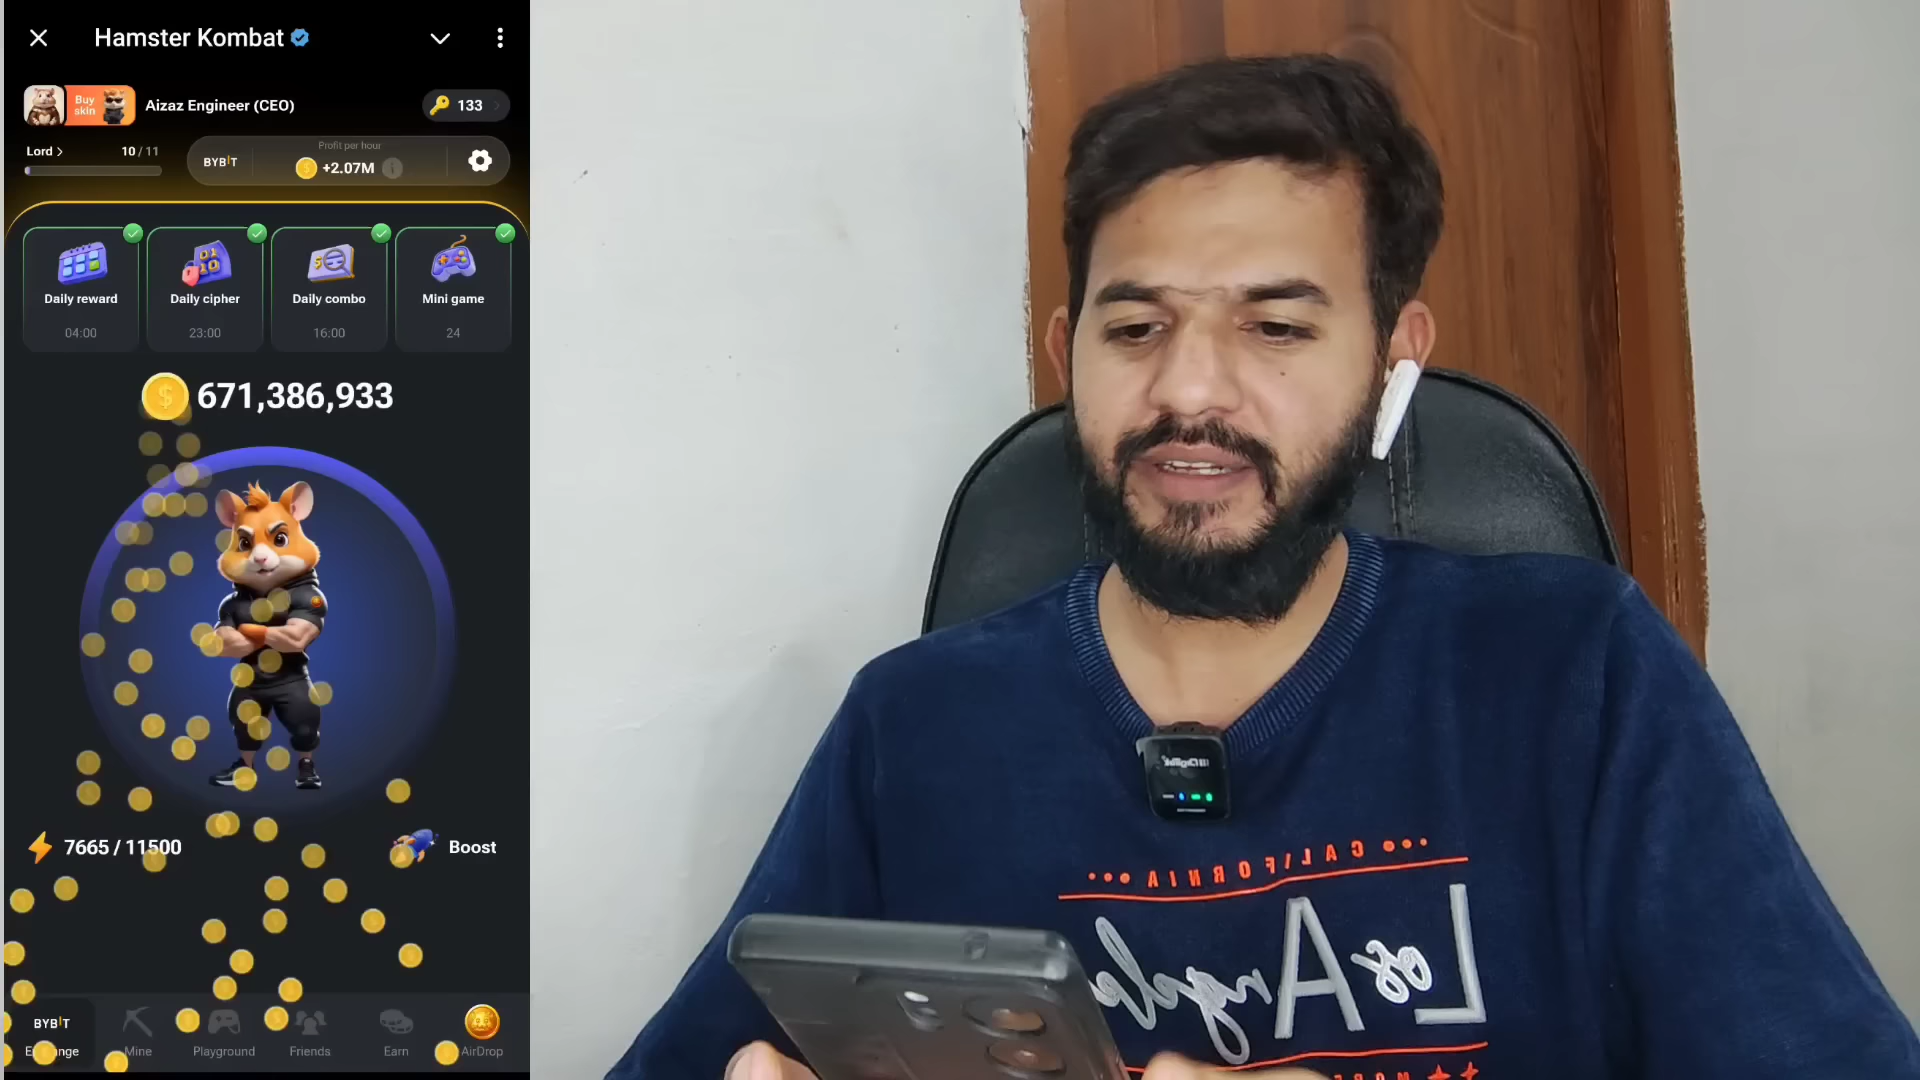 Hamster Kombat
Buy
skin
Aizaz Engineer (CEO)
133
Lord >
10 / 11
BYBIT
Profit per hour
+2.07M
Daily reward
Daily cipher
Daily combo
Mini game
04:00
23:00
16:00
24
671,386,933
7665 / 11500
Boost
BYBIT
Exchange
Mine
Playground
Friends
Earn
AirDrop
CALIFORNIA
Los Angele